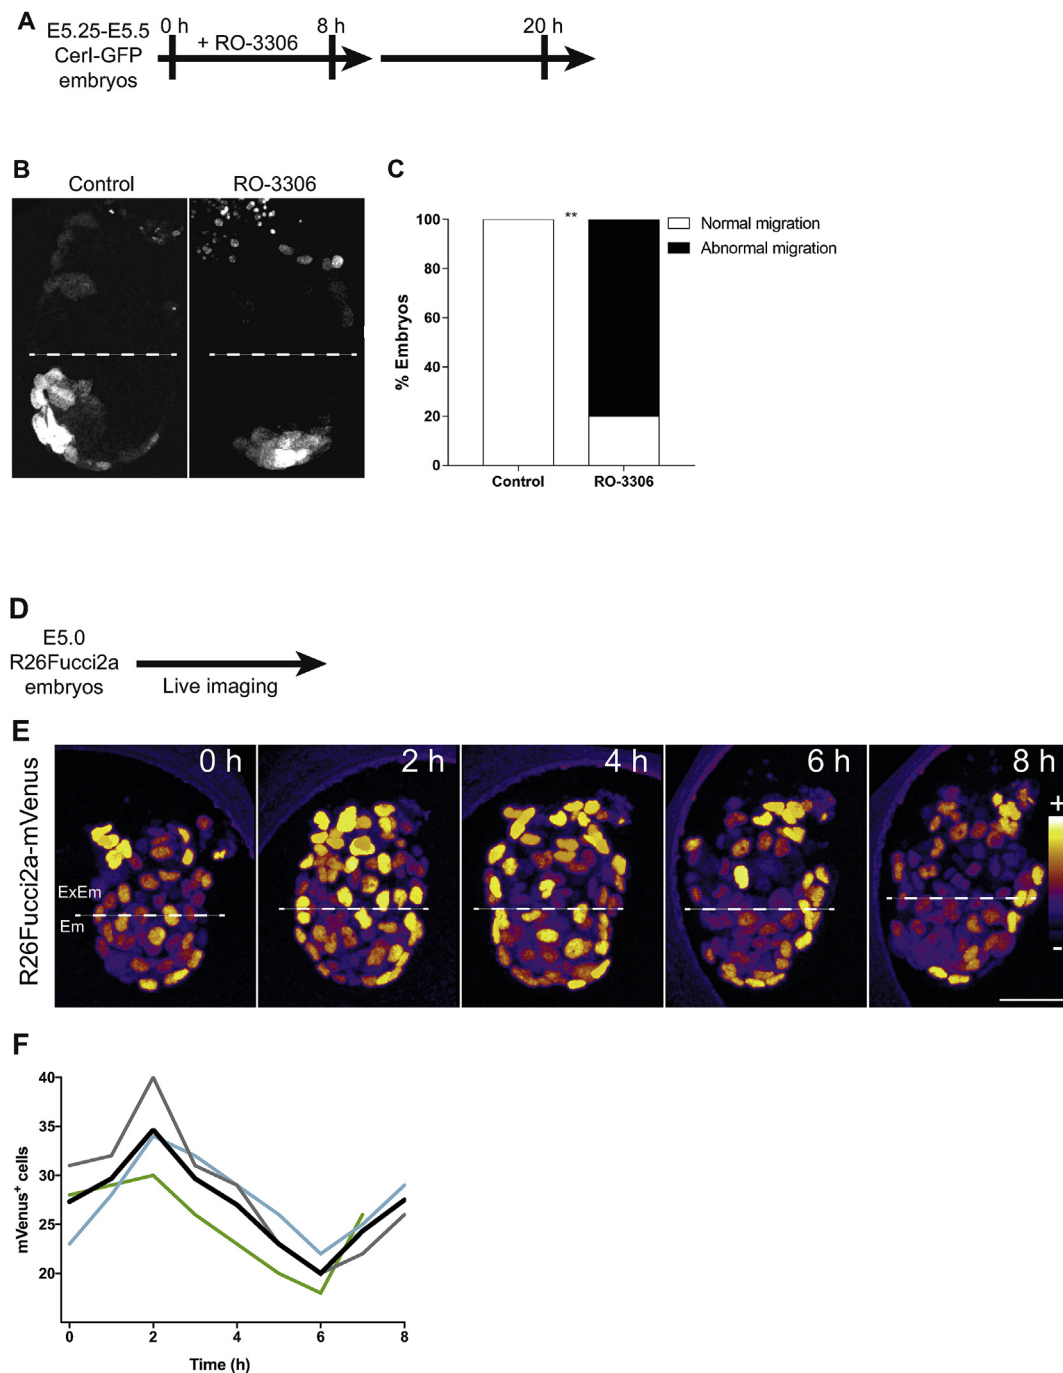 A
E5.25-E5.5
Cerl-GFP
embryos
0 h
+ RO-3306
8 h
20 h
B
Control
RO-3306
C
100
80
60
40
20
0
% Embryos
**
Control
RO-3306
Normal migration
Abnormal migration
D
E5.0
R26Fucci2a
embryos
Live imaging
E
R26Fucci2a-mVenus
0 h
2 h
4 h
6 h
8 h
ExEm
Em
+
-
F
40
35
30
25
20
mVenus⁺ cells
0
2
4
6
8
Time (h)